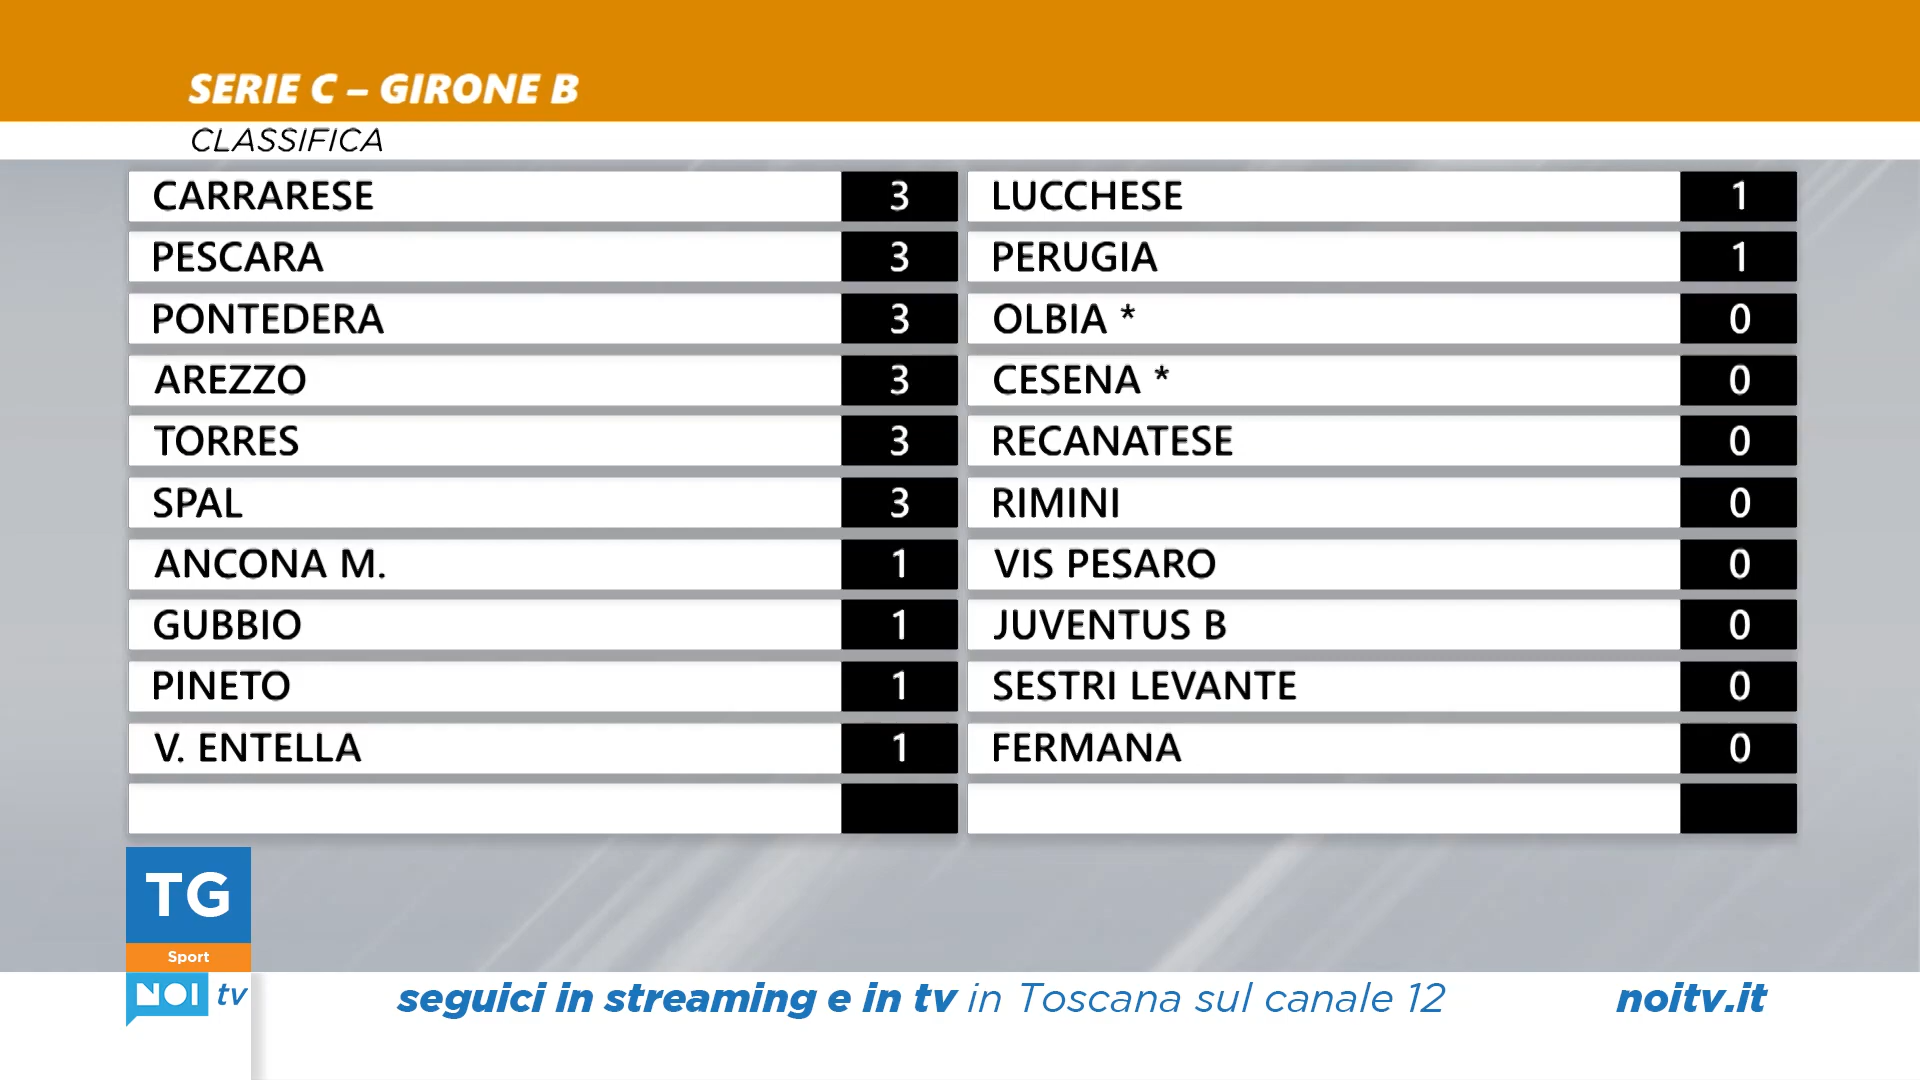 SERIE C – GIRONE B
CLASSIFICA
CARRARESE 3
PESCARA 3
PONTEDERA 3
AREZZO 3
TORRES 3
SPAL 3
ANCONA M. 1
GUBBIO 1
PINETO 1
V. ENTELLA 1
LUCCHESE 1
PERUGIA 1
OLBIA * 0
CESENA * 0
RECANATESE 0
RIMINI 0
VIS PESARO 0
JUVENTUS B 0
SESTRI LEVANTE 0
FERMANA 0
TG
Sport
NOI tv
seguici in streaming e in tv in Toscana sul canale 12
noitv.it